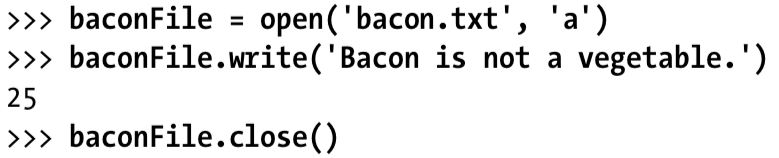 >>> baconFile = open('bacon.txt', 'a')
>>> baconFile.write('Bacon is not a vegetable.')
25
>>> baconFile.close()